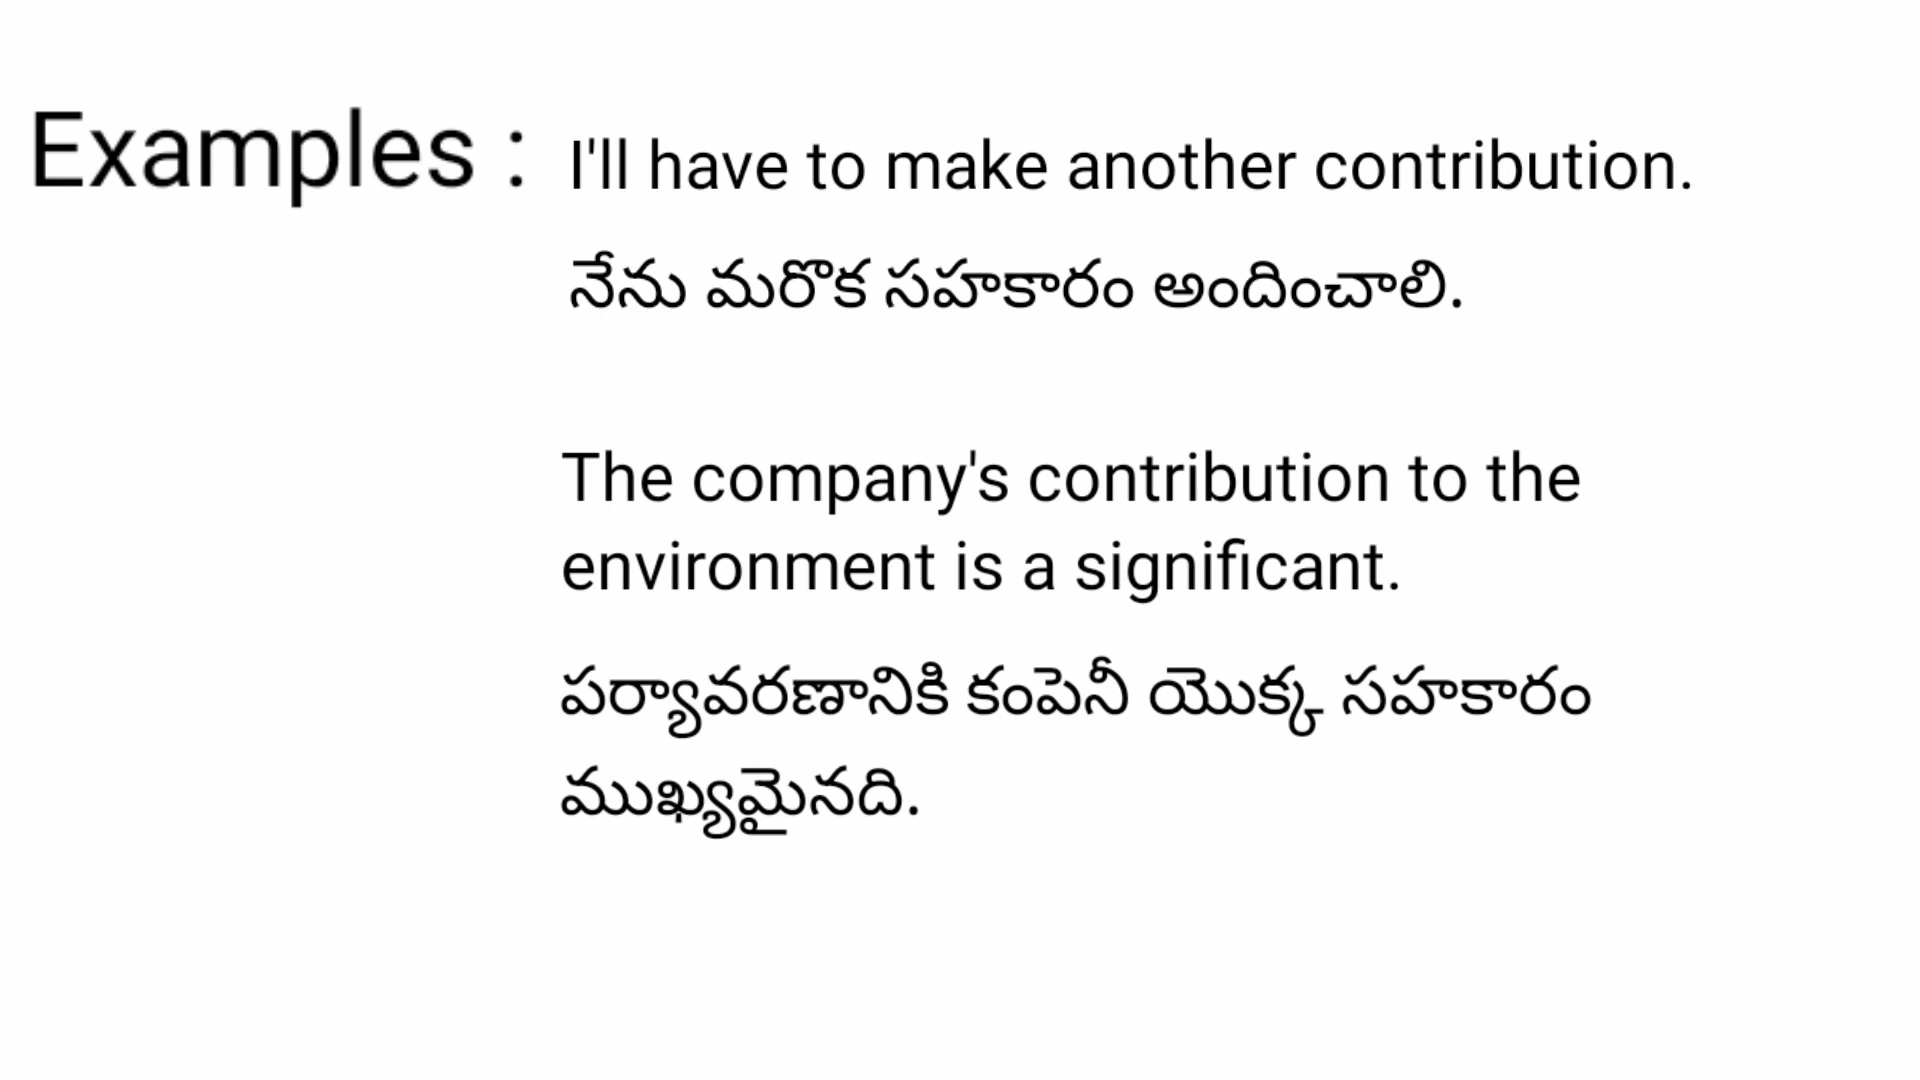 Examples : I'll have to make another contribution.
నేను మరొక సహకారం అందించాలి.
The company's contribution to the
environment is a significant.
పర్యావరణానికి కంపెనీ యొక్క సహకారం
ముఖ్యమైనది.